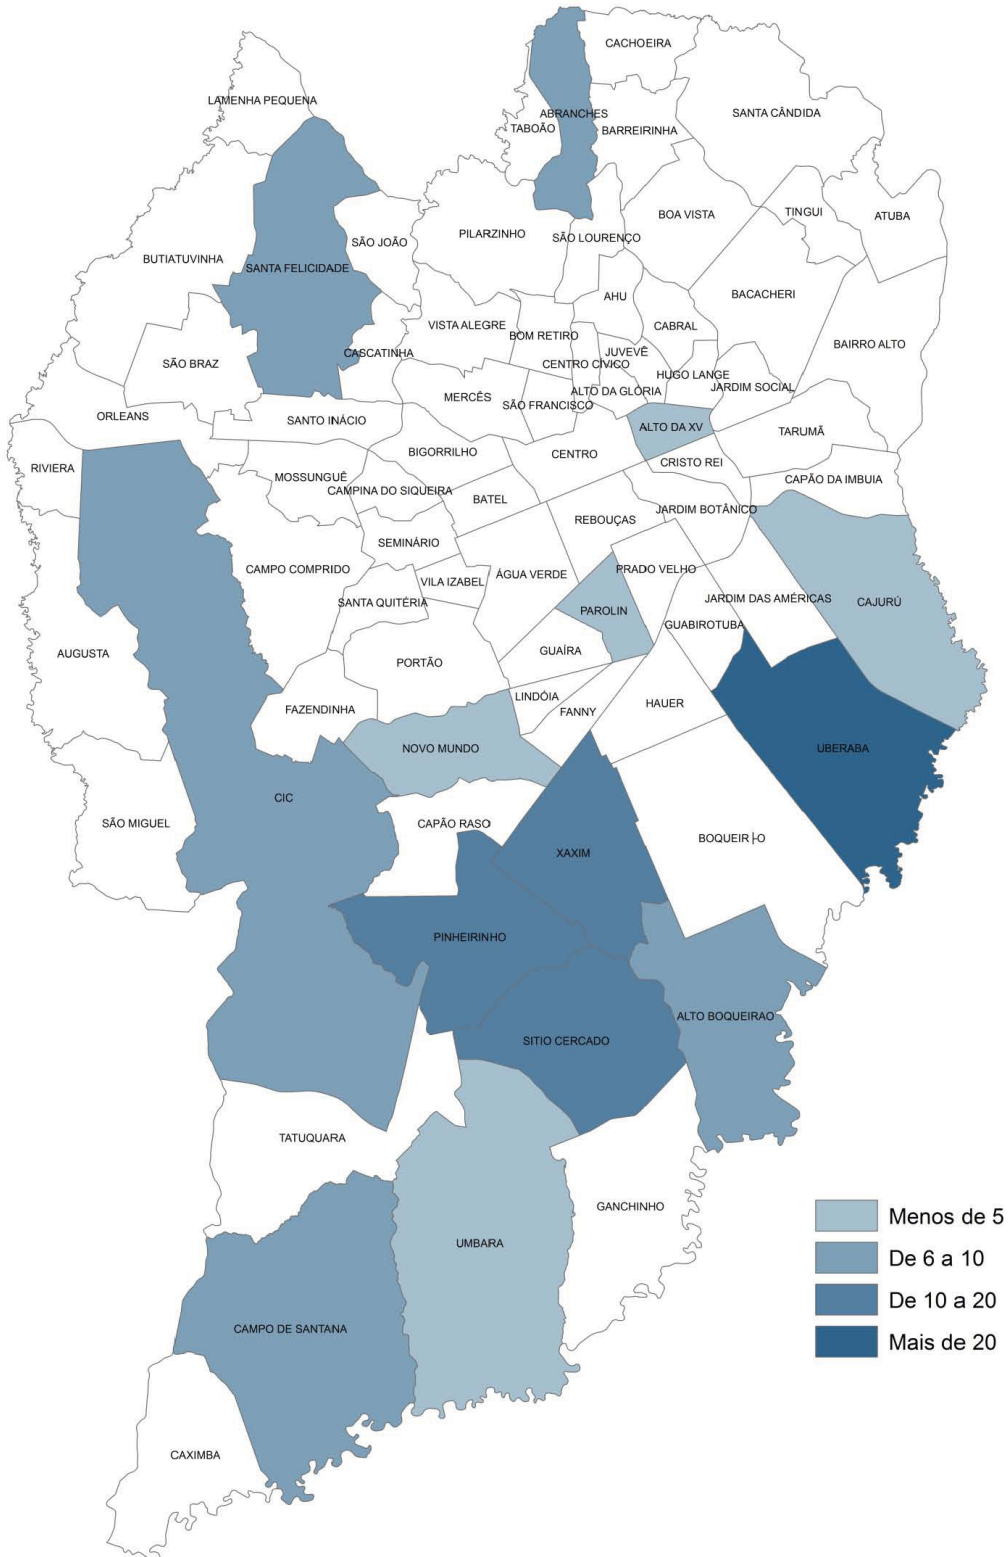 CACHOEIRA
LAMENHA PEQUENA
ABRANCHES
SANTA CÂNDIDA
TABOÃO
BARREIRINHA
BOA VISTA
TINGUI
ATUBA
PILARZINHO
SÃO LOURENÇO
SÃO JOÃO
BUTIATUVINHA
SANTA FELICIDADE
AHU
BACACHERI
VISTA ALEGRE
BOM RETIRO
CABRAL
BAIRRO ALTO
CASCATINHA
JUVEVÊ
SÃO BRAZ
CENTRO CÍVICO
HUGO LANGE
JARDIM SOCIAL
MERCÊS
ALTO DA GLÓRIA
SÃO FRANCISCO
ORLEANS
SANTO INÁCIO
ALTO DA XV
TARUMÃ
BIGORRILHO
CENTRO
CRISTO REI
RIVIERA
MOSSUNGUÊ
CAPÃO DA IMBUIA
CAMPINA DO SIQUEIRA
BATEL
JARDIM BOTÂNICO
REBOUÇAS
SEMINÁRIO
CAMPO COMPRIDO
ÁGUA VERDE
PRADO VELHO
VILA IZABEL
JARDIM DAS AMÉRICAS
CAJURÚ
SANTA QUITÉRIA
PAROLIN
GUABIROTUBA
AUGUSTA
PORTÃO
GUAÍRA
LINDÓIA
HAUER
FAZENDINHA
FANNY
NOVO MUNDO
UBERABA
CIC
SÃO MIGUEL
CAPÃO RASO
BOQUEIRÃO
XAXIM
PINHEIRINHO
ALTO BOQUEIRAO
SITIO CERCADO
TATUQUARA
GANCHINHO
UMBARA
CAMPO DE SANTANA
CAXIMBA
Menos de 5
De 6 a 10
De 10 a 20
Mais de 20